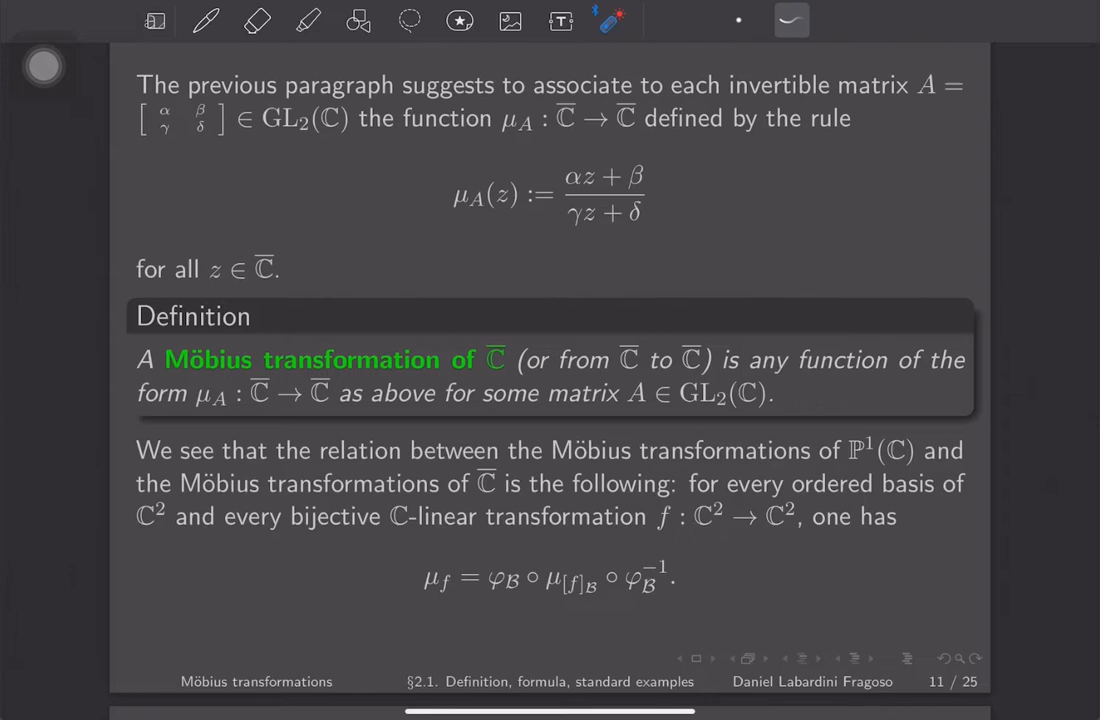 The previous paragraph suggests to associate to each invertible matrix A =
[ α β γ δ ] ∈ GL₂(ℂ) the function μ_A : ℂ̅ → ℂ̅ defined by the rule
μ_A(z) := (αz + β)/(γz + δ)
for all z ∈ ℂ̅.
Definition
A Möbius transformation of ℂ̅ (or from ℂ̅ to ℂ̅) is any function of the
form μ_A : ℂ̅ → ℂ̅ as above for some matrix A ∈ GL₂(ℂ).
We see that the relation between the Möbius transformations of ℙ¹(ℂ) and
the Möbius transformations of ℂ̅ is the following: for every ordered basis of
ℂ² and every bijective ℂ-linear transformation f : ℂ² → ℂ², one has
μ_f = φ_ℬ ∘ μ_{[f]_ℬ} ∘ φ_ℬ⁻¹.
Möbius transformations §2.1. Definition, formula, standard examples Daniel Labardini Fragoso 11 / 25